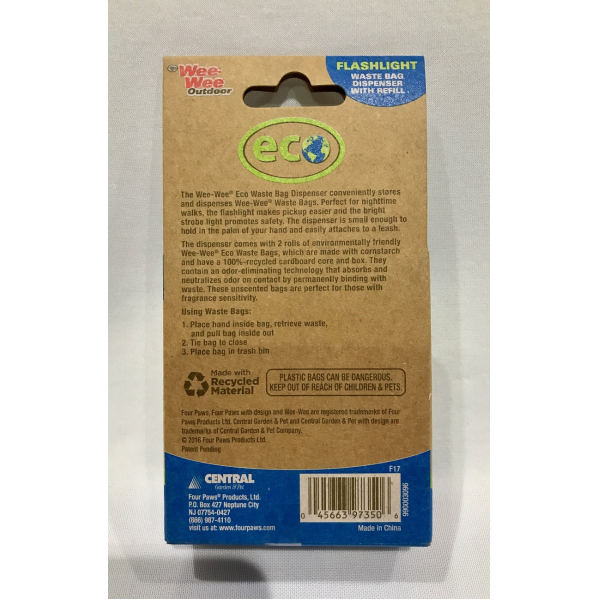 Wee-
Wee®
Outdoor
FLASHLIGHT
WASTE BAG
DISPENSER
WITH REFILL
eco
The Wee-Wee® Eco Waste Bag Dispenser conveniently stores
and dispenses Wee-Wee® Waste Bags. Perfect for nighttime
walks, the flashlight makes pickup easier and the bright
strobe light promotes safety. The dispenser is small enough to
hold in the palm of your hand and easily attaches to a leash.
The dispenser comes with 2 rolls of environmentally friendly
Wee-Wee® Eco Waste Bags, which are made with cornstarch
and have a 100%-recycled cardboard core and box. They
contain an odor-eliminating technology that absorbs and
neutralizes odor on contact by permanently binding with
waste. These unscented bags are perfect for those with
fragrance sensitivity.
Using Waste Bags:
1. Place hand inside bag, retrieve waste,
and pull bag inside out
2. Tie bag to close
3. Place bag in trash bin
Made with
Recycled
Material
PLASTIC BAGS CAN BE DANGEROUS.
KEEP OUT OF REACH OF CHILDREN & PETS.
Four Paws, Four Paws with design and Wee-Wee are registered trademarks of Four
Paws Products Ltd. Central Garden & Pet and Central Garden & Pet with design are
trademarks of Central Garden & Pet Company.
© 2016 Four Paws Products Ltd.
Patent Pending
F17
CENTRAL
Garden & Pet
Four Paws® Products, Ltd.
P.O. Box 427 Neptune City
NJ 07754-0427
(866) 987-4110
visit us at: www.fourpaws.com
0 45663 97350 6
990003096
Made in China